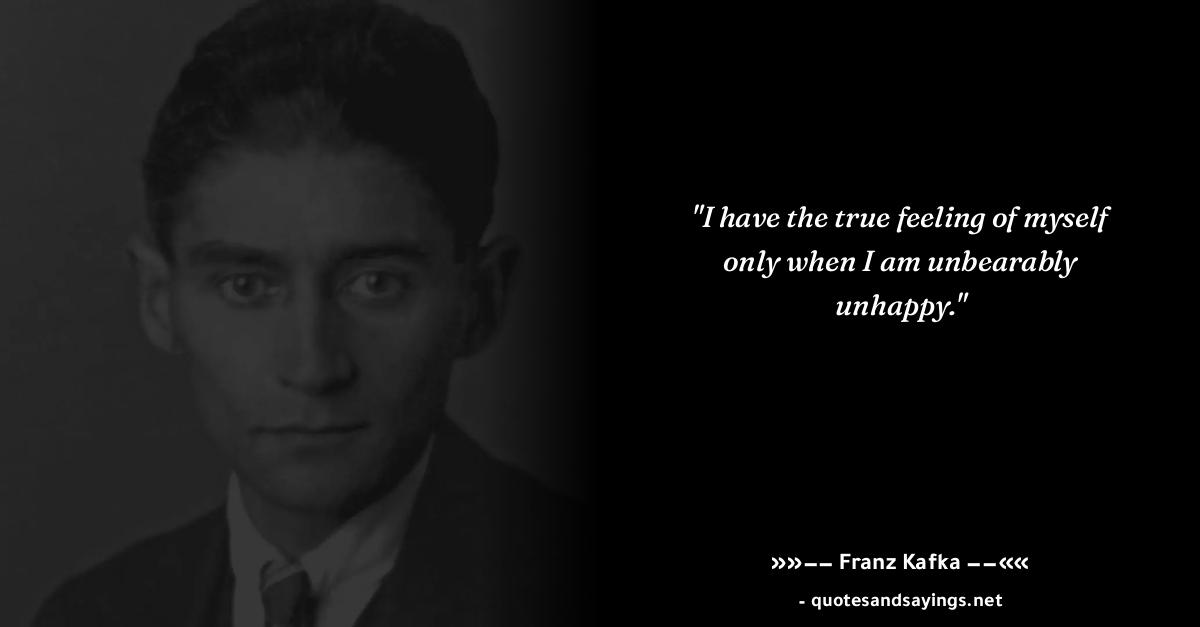 "I have the true feeling of myself
only when I am unbearably
unhappy."
»»–– Franz Kafka ––««
- quotesandsayings.net